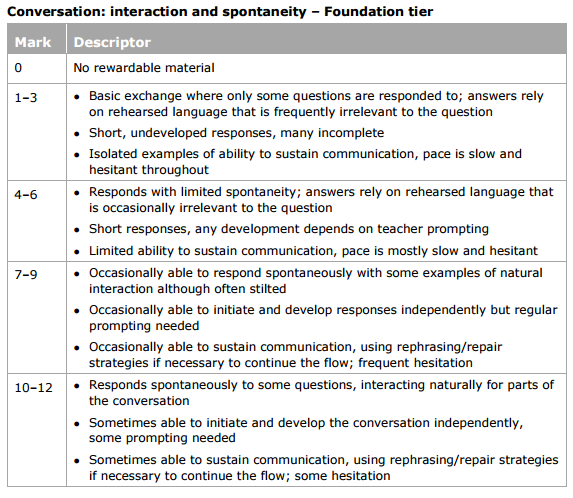 Conversation: interaction and spontaneity – Foundation tier
Mark Descriptor
0 No rewardable material
1–3 • Basic exchange where only some questions are responded to; answers rely
on rehearsed language that is frequently irrelevant to the question
• Short, undeveloped responses, many incomplete
• Isolated examples of ability to sustain communication, pace is slow and
hesitant throughout
4–6 • Responds with limited spontaneity; answers rely on rehearsed language that
is occasionally irrelevant to the question
• Short responses, any development depends on teacher prompting
• Limited ability to sustain communication, pace is mostly slow and hesitant
7–9 • Occasionally able to respond spontaneously with some examples of natural
interaction although often stilted
• Occasionally able to initiate and develop responses independently but regular
prompting needed
• Occasionally able to sustain communication, using rephrasing/repair
strategies if necessary to continue the flow; frequent hesitation
10–12 • Responds spontaneously to some questions, interacting naturally for parts of
the conversation
• Sometimes able to initiate and develop the conversation independently,
some prompting needed
• Sometimes able to sustain communication, using rephrasing/repair strategies
if necessary to continue the flow; some hesitation